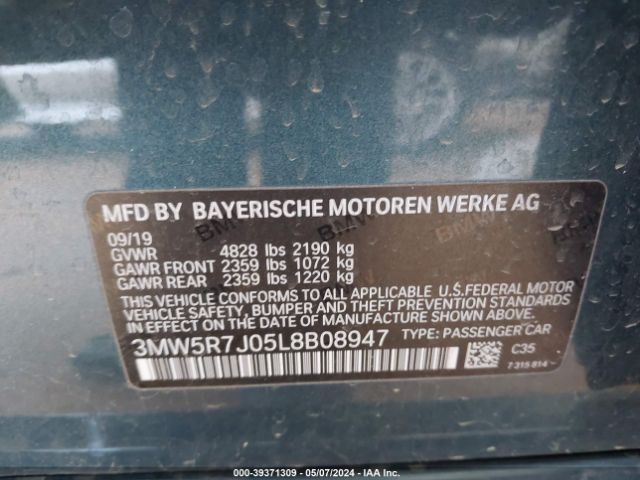 MFD BY BAYERISCHE MOTOREN WERKE AG
09/19
GVWR 4828 lbs 2190 kg
GAWR FRONT 2359 lbs 1072 kg
GAWR REAR 2359 lbs 1220 kg
THIS VEHICLE CONFORMS TO ALL APPLICABLE U.S.FEDERAL MOTOR
VEHICLE SAFETY, BUMPER AND THEFT PREVENTION STANDARDS
IN EFFECT ON THE DATE OF MANUFACTURE SHOWN ABOVE.
3MW5R7J05L8B08947 TYPE: PASSENGER CAR
C35
7 315 814
000-39371309 - 05/07/2024 - IAA Inc.